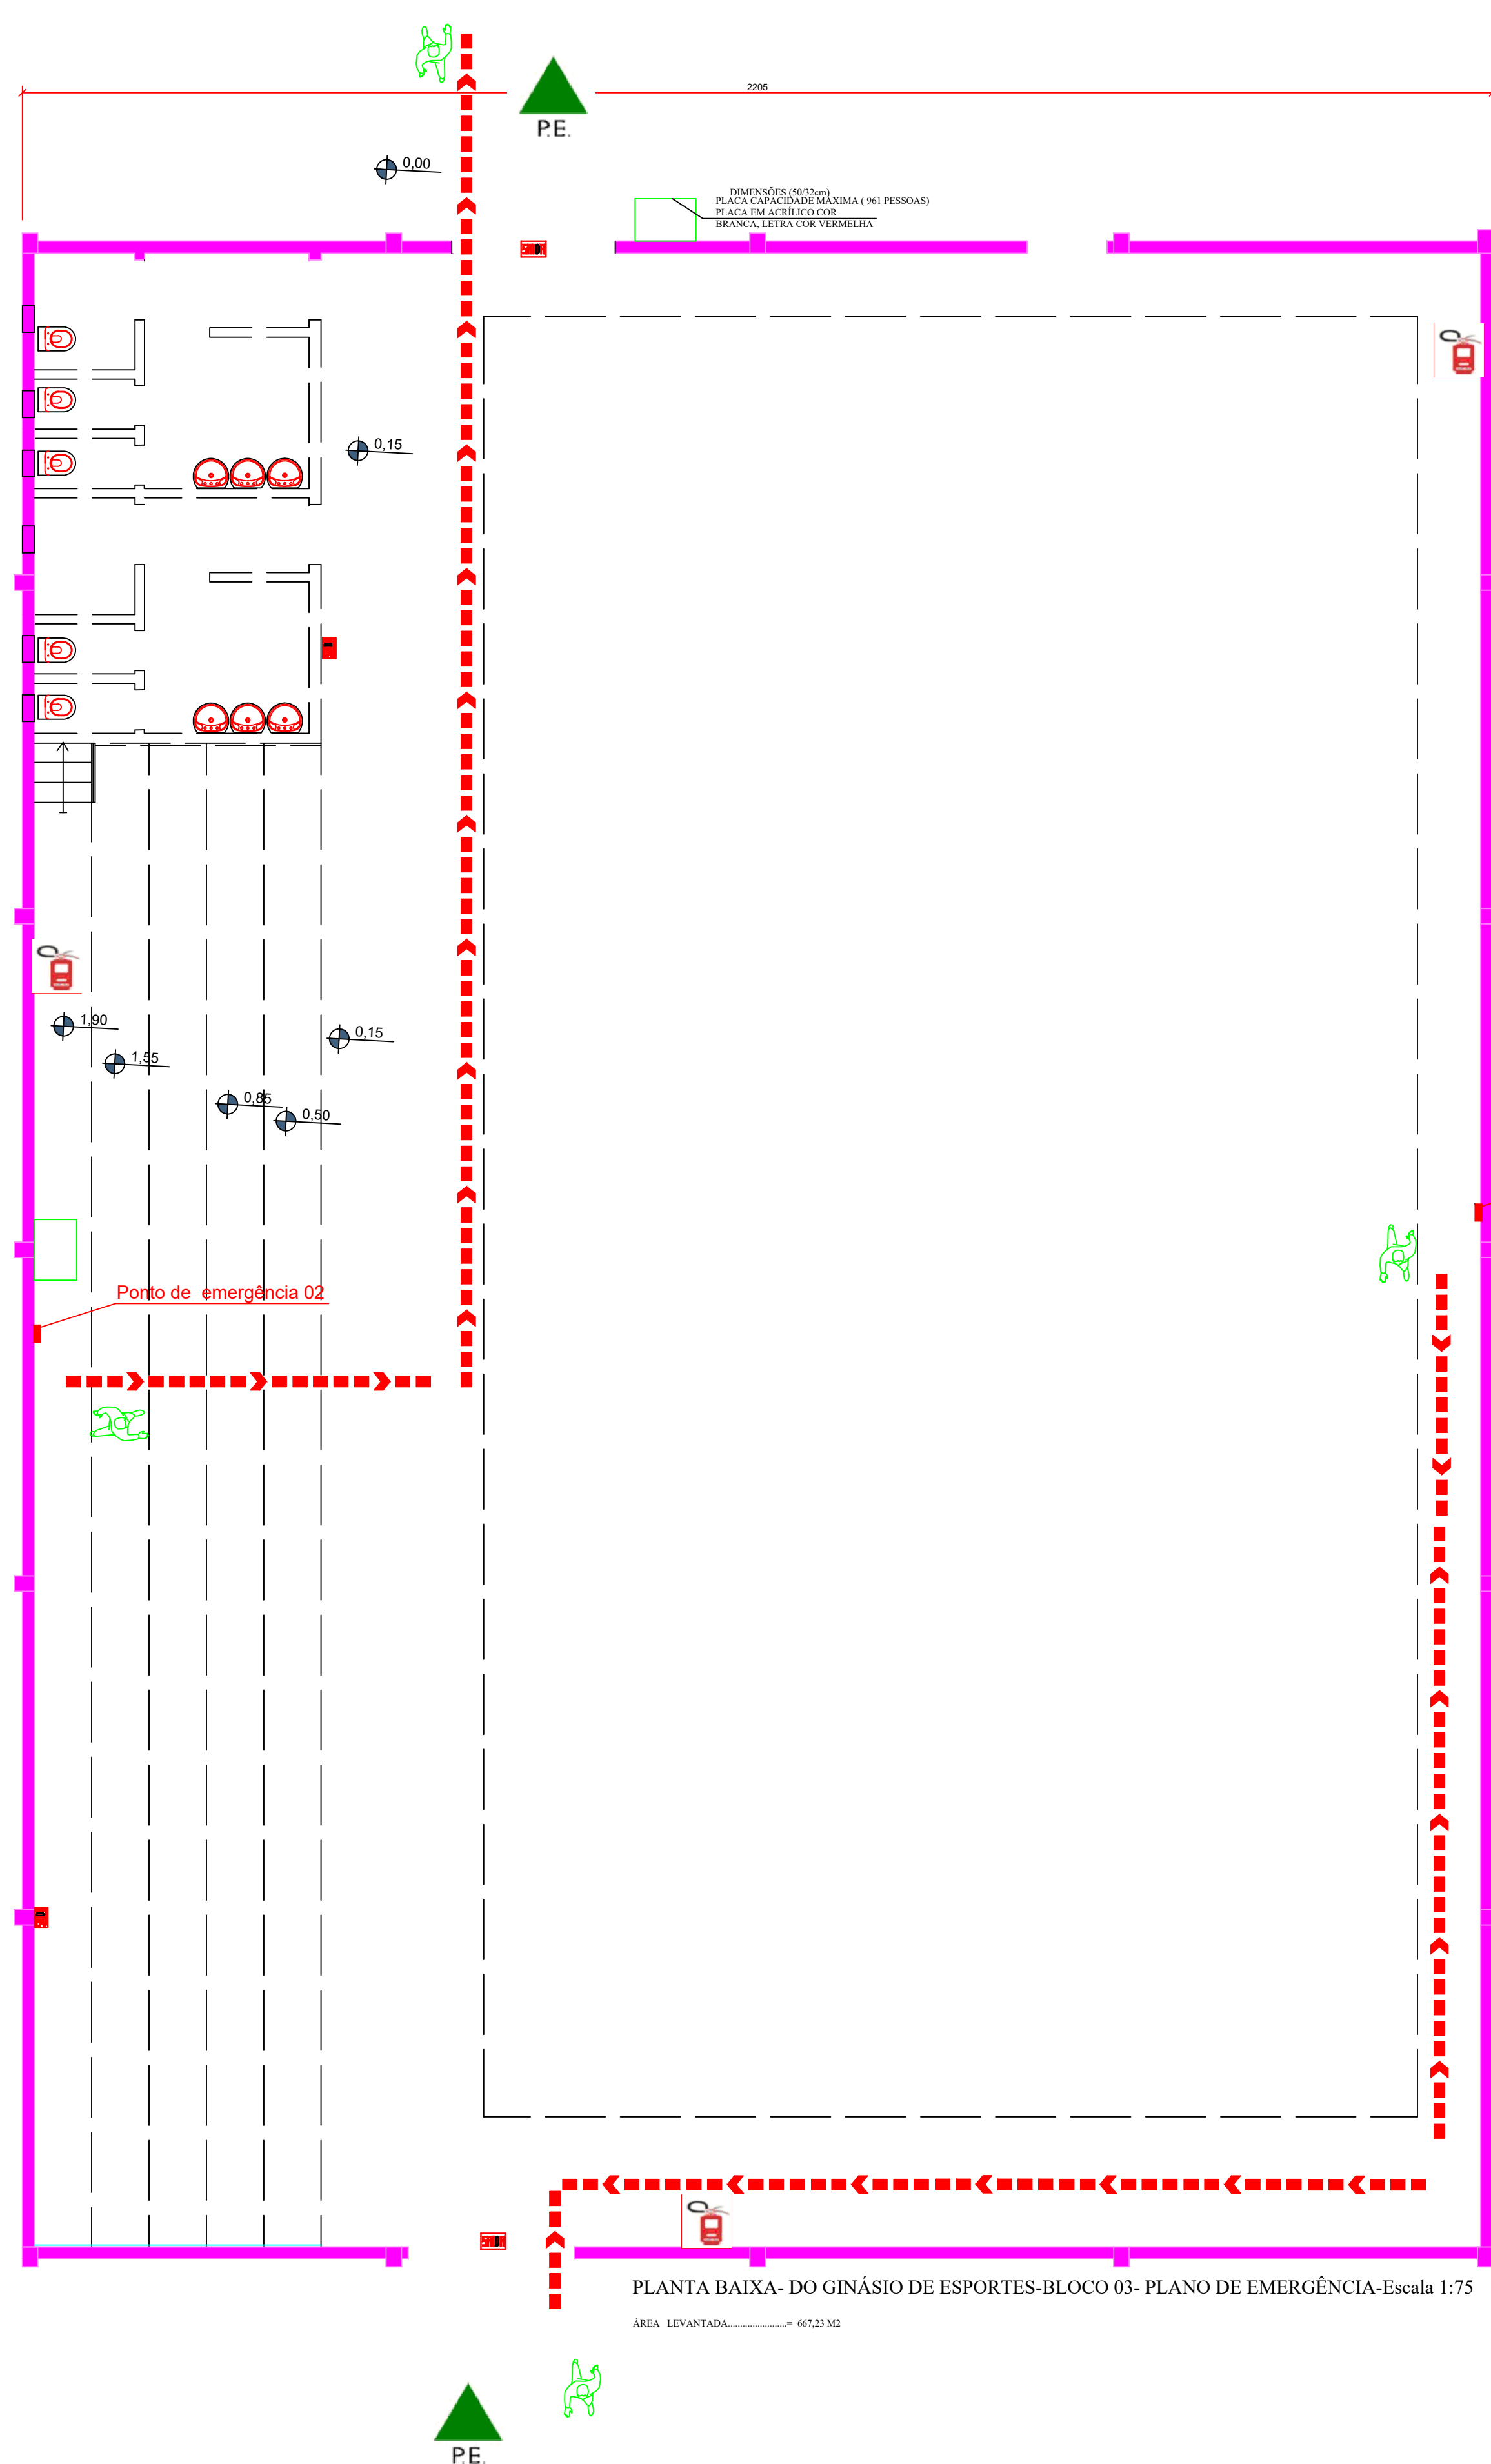 2205
P.E.
0,00
DIMENSÕES (50/32cm)
PLACA CAPACIDADE MÁXIMA ( 961 PESSOAS)
PLACA EM ACRÍLICO COR
BRANCA, LETRA COR VERMELHA
0,15
1,90
0,15
1,55
0,85
0,50
Ponto de emergência 02
PLANTA BAIXA- DO GINÁSIO DE ESPORTES-BLOCO 03- PLANO DE EMERGÊNCIA-Escala 1:75
ÁREA LEVANTADA.......................= 667,23 M2
P.E.